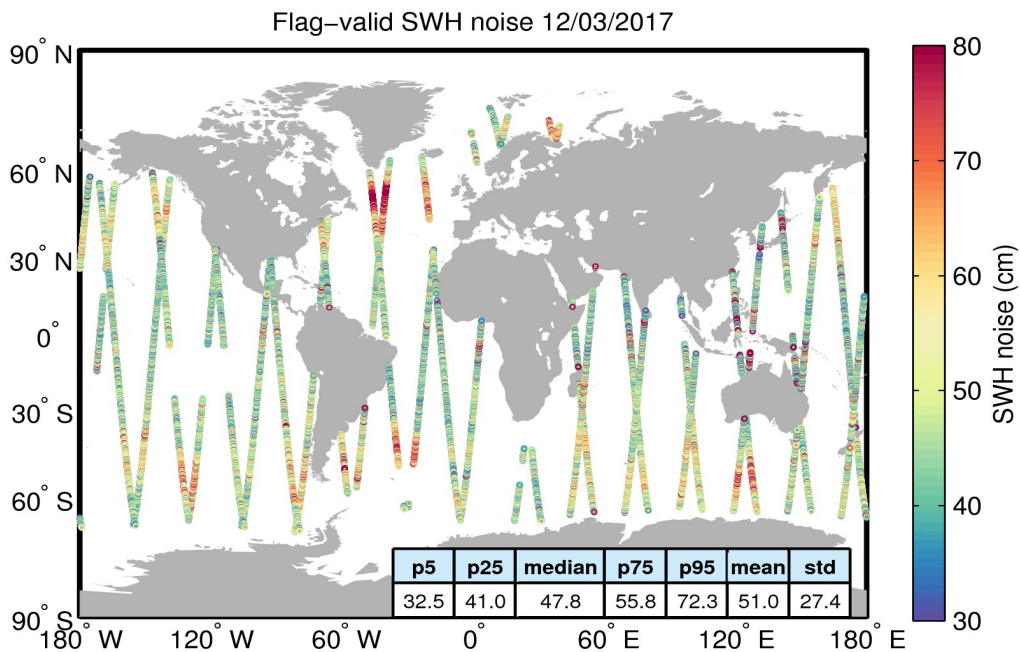 Flag−valid SWH noise 12/03/2017
90° N
60° N
30° N
0°
30° S
60° S
90° S
180° W
120° W
60° W
0°
60° E
120° E
180° E
80
70
60
50
40
30
SWH noise (cm)
p5 p25 median p75 p95 mean std
32.5 41.0 47.8 55.8 72.3 51.0 27.4